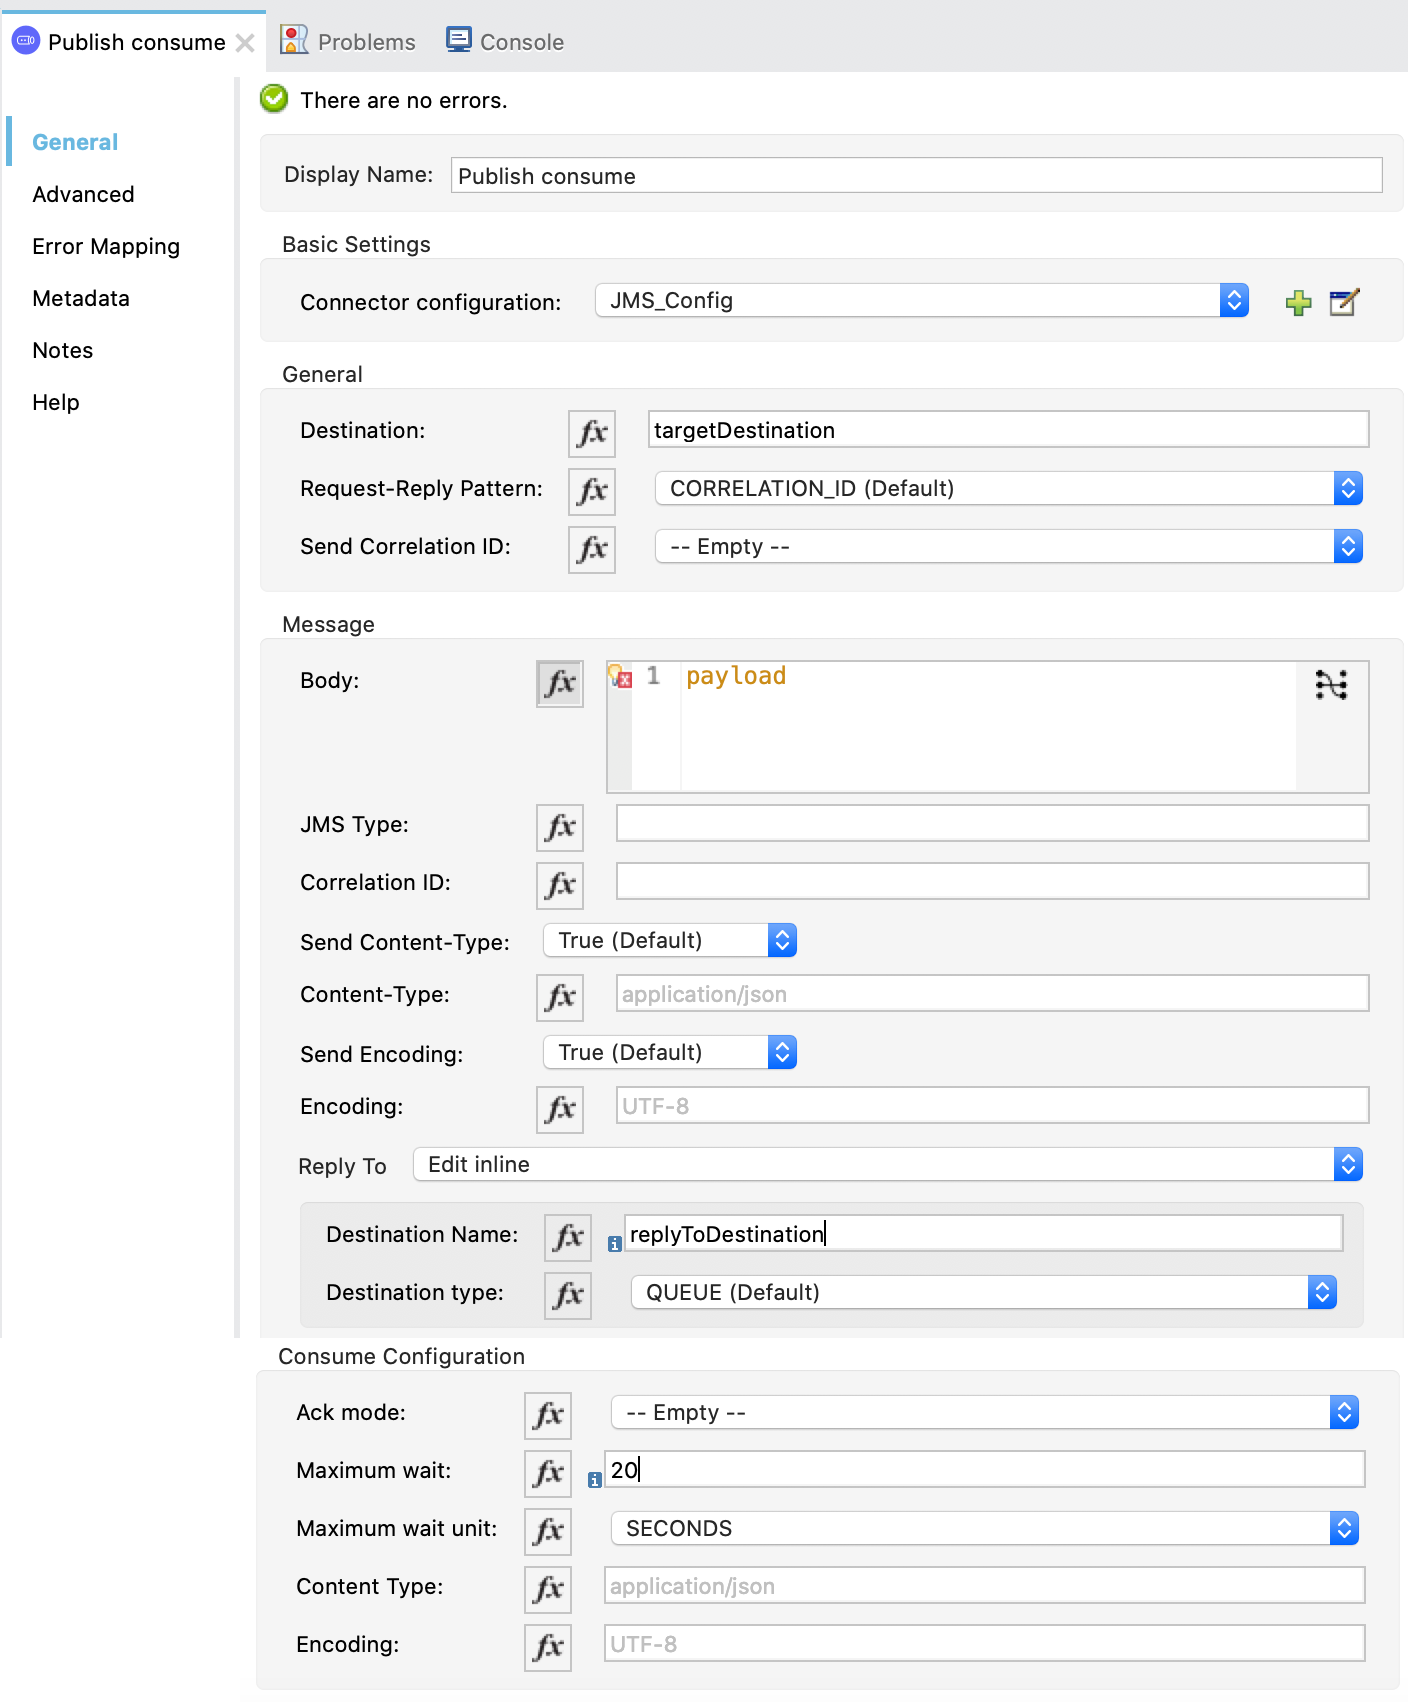 Publish consume Problems Console
There are no errors.
General
Advanced
Error Mapping
Metadata
Notes
Help
Display Name: Publish consume
Basic Settings
Connector configuration: JMS_Config
General
Destination: fx targetDestination
Request-Reply Pattern: fx CORRELATION_ID (Default)
Send Correlation ID: fx -- Empty --
Message
Body: fx 1 payload
JMS Type: fx
Correlation ID: fx
Send Content-Type: True (Default)
Content-Type: fx application/json
Send Encoding: True (Default)
Encoding: fx UTF-8
Reply To Edit inline
Destination Name: fx replyToDestination
Destination type: fx QUEUE (Default)
Consume Configuration
Ack mode: fx -- Empty --
Maximum wait: fx 20
Maximum wait unit: fx SECONDS
Content Type: fx application/json
Encoding: fx UTF-8